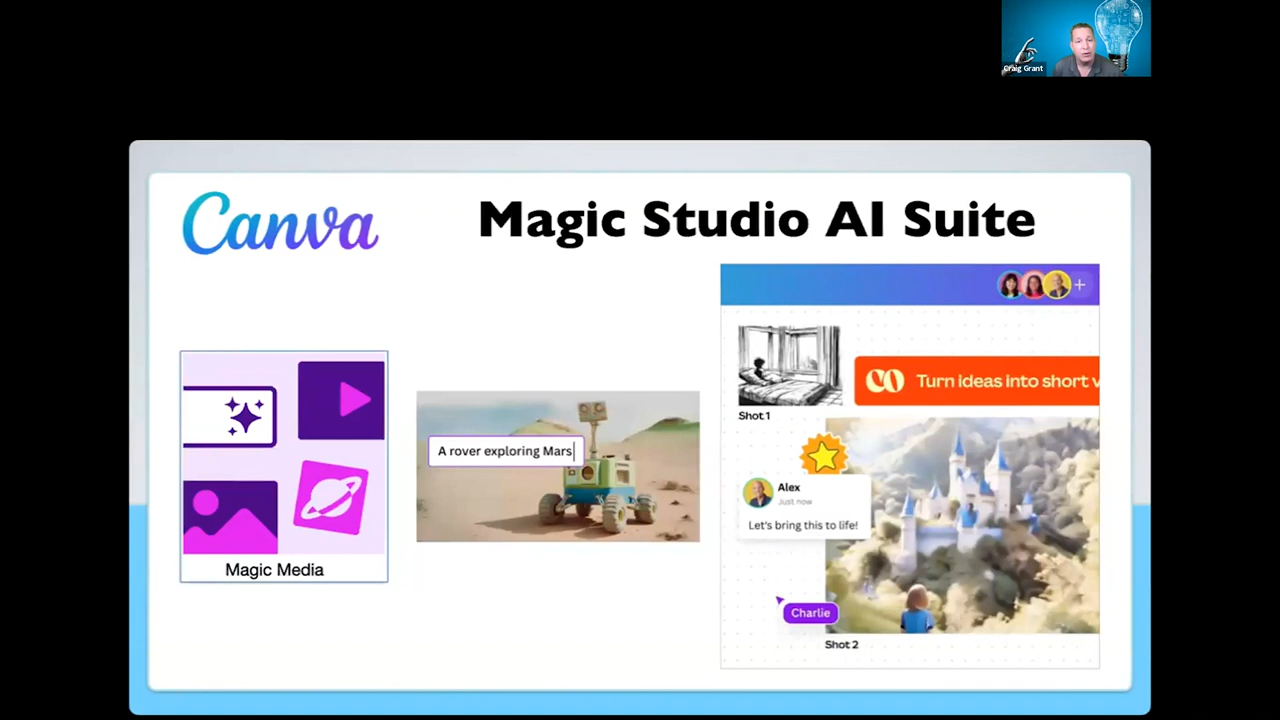 Craig Grant
Canva
Magic Studio AI Suite
Magic Media
A rover exploring Mars
Turn ideas into short v
Shot 1
Alex
Just now
Let's bring this to life!
Charlie
Shot 2